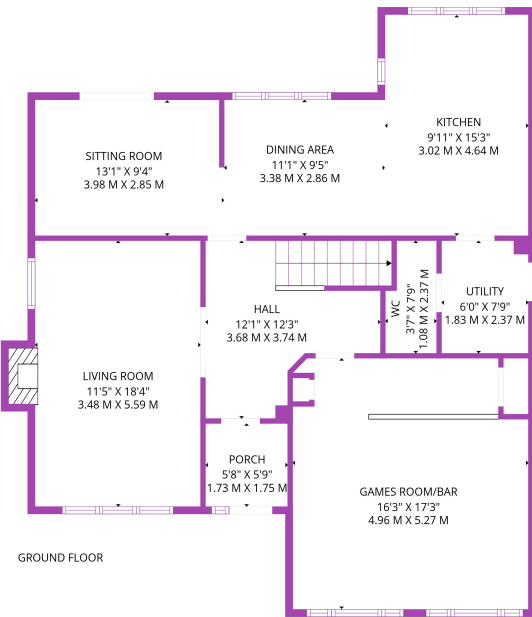 KITCHEN
9'11" X 15'3"
3.02 M X 4.64 M
SITTING ROOM
13'1" X 9'4"
3.98 M X 2.85 M
DINING AREA
11'1" X 9'5"
3.38 M X 2.86 M
WC
3'7" X 7'9"
1.08 M X 2.37 M
UTILITY
6'0" X 7'9"
1.83 M X 2.37 M
HALL
12'1" X 12'3"
3.68 M X 3.74 M
LIVING ROOM
11'5" X 18'4"
3.48 M X 5.59 M
PORCH
5'8" X 5'9"
1.73 M X 1.75 M
GAMES ROOM/BAR
16'3" X 17'3"
4.96 M X 5.27 M
GROUND FLOOR